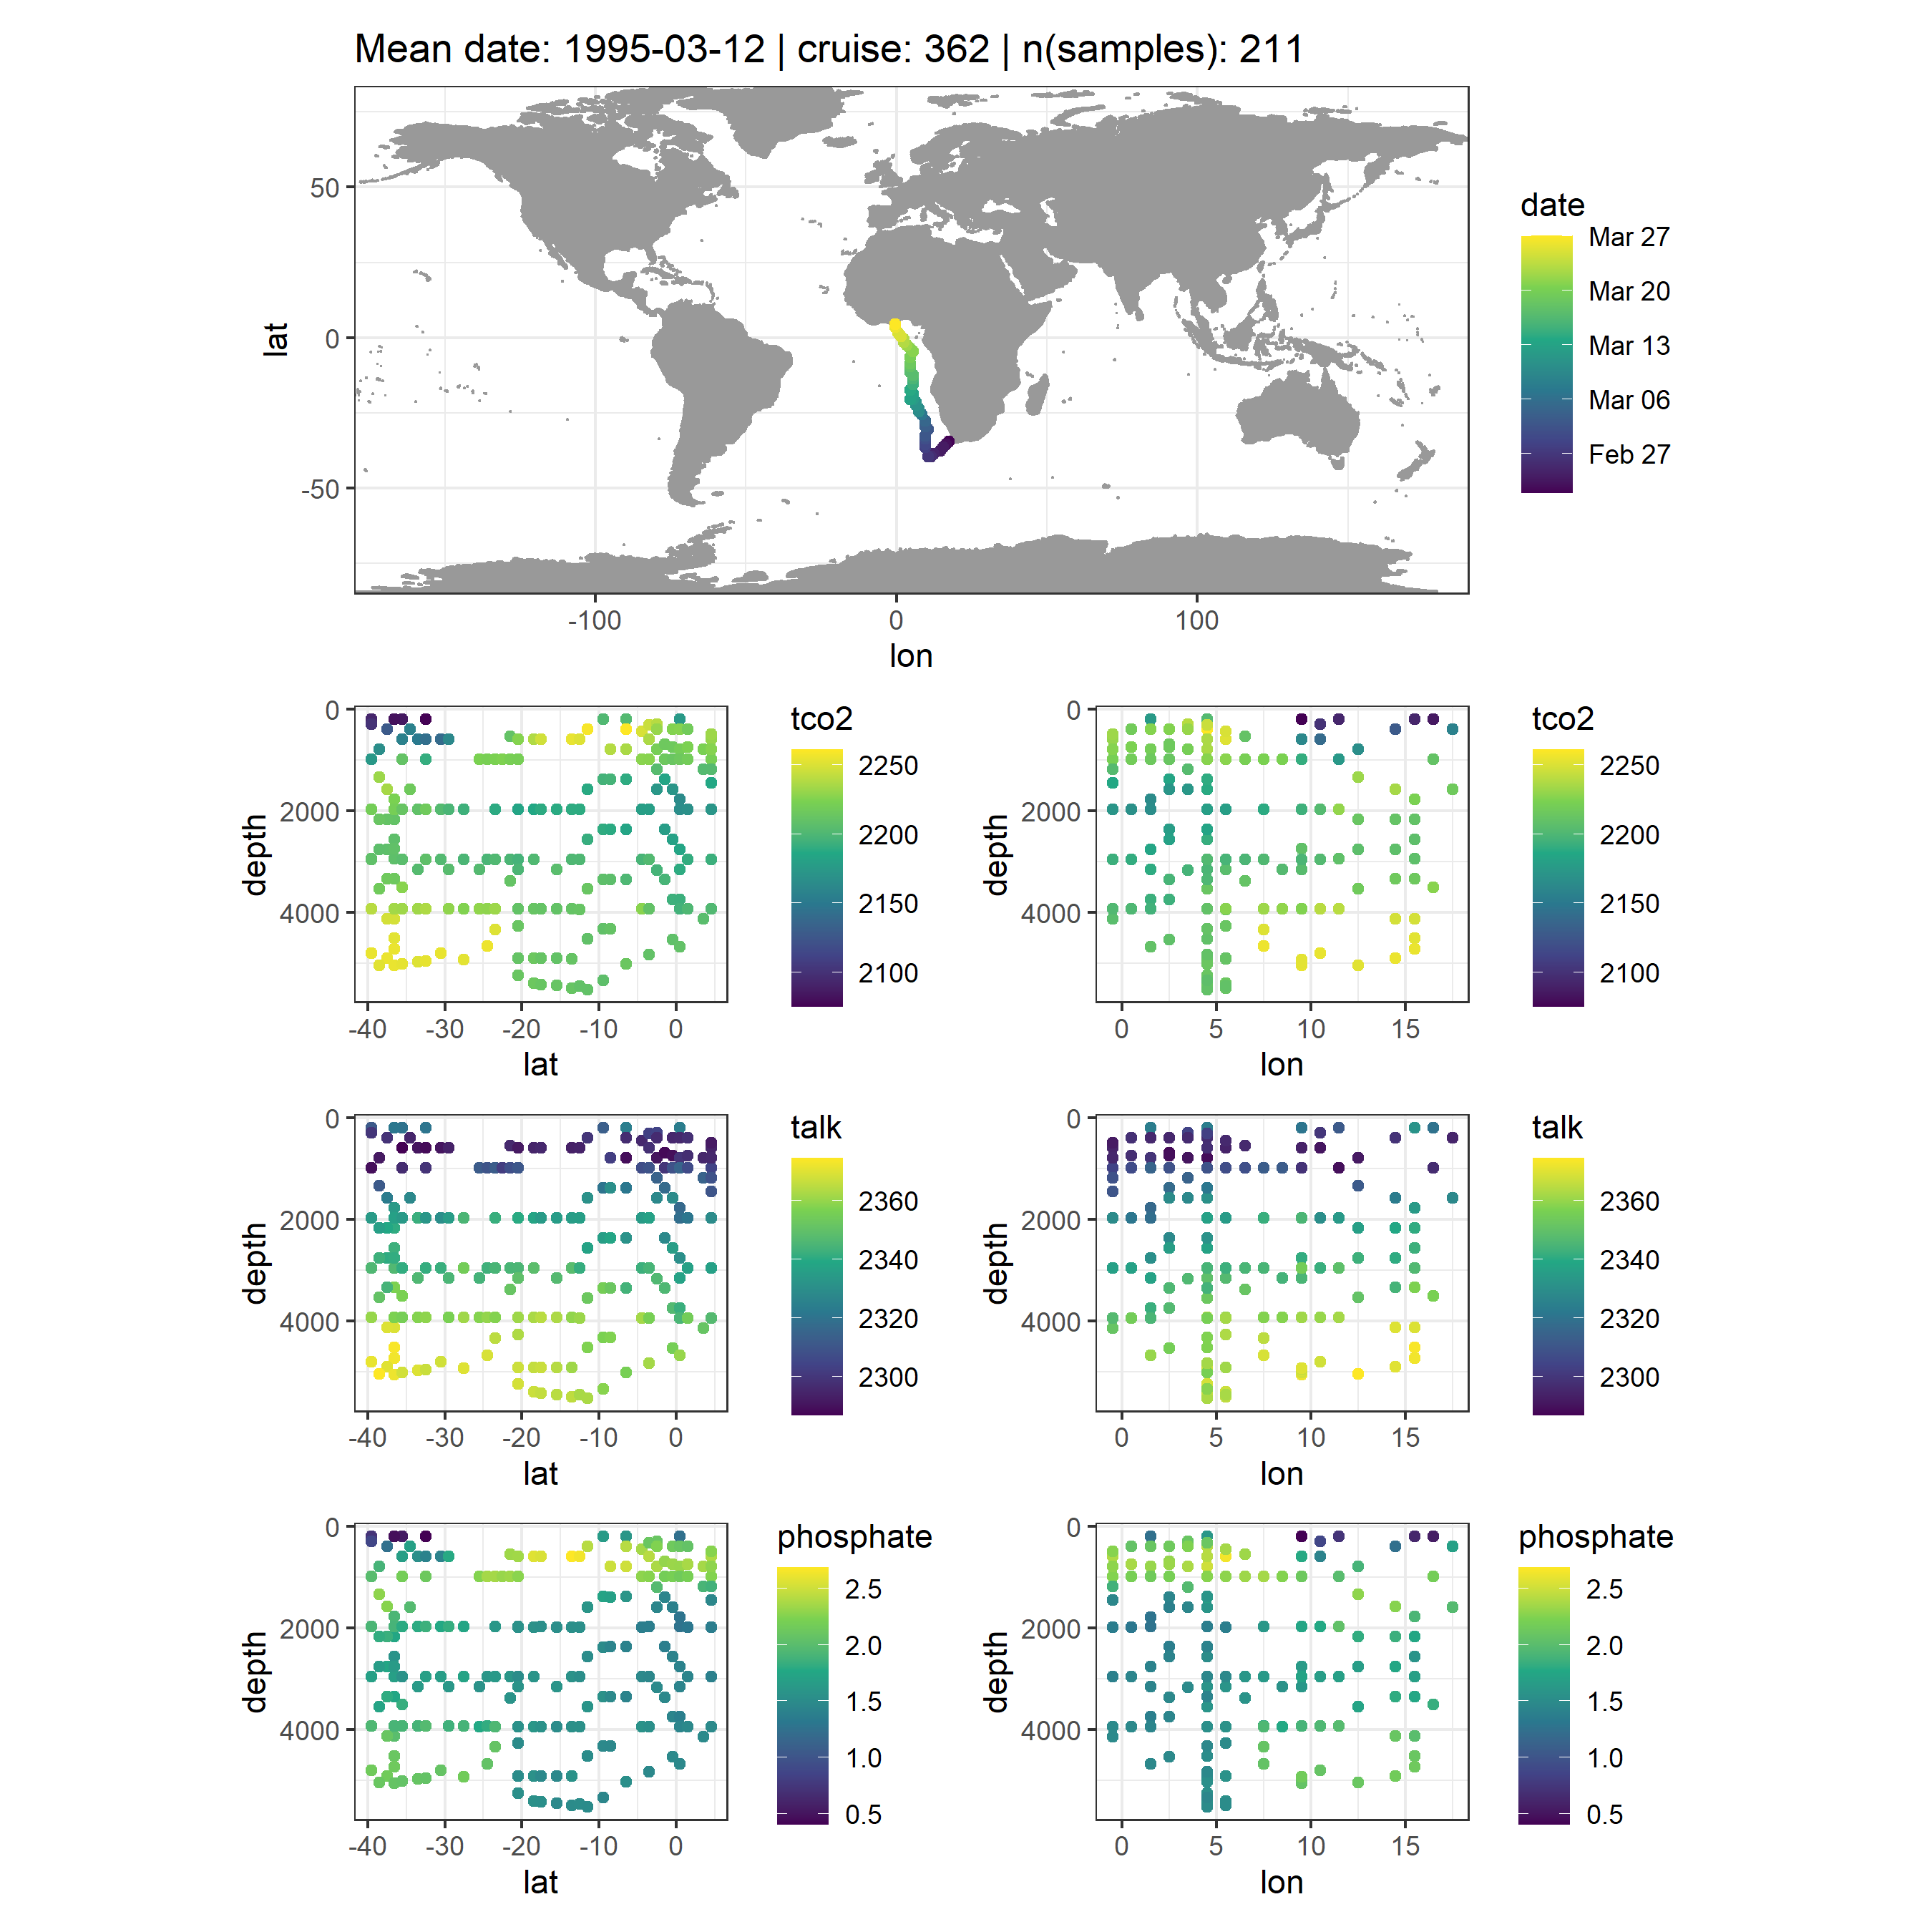 Mean date: 1995-03-12 | cruise: 362 | n(samples): 211
lat
50
0
-50
-100 0 100
lon
date
Mar 27
Mar 20
Mar 13
Mar 06
Feb 27
depth
0
2000
4000
-40 -30 -20 -10 0
lat
tco2
2250
2200
2150
2100
depth
0
2000
4000
0 5 10 15
lon
tco2
2250
2200
2150
2100
depth
0
2000
4000
-40 -30 -20 -10 0
lat
talk
2360
2340
2320
2300
depth
0
2000
4000
0 5 10 15
lon
talk
2360
2340
2320
2300
depth
0
2000
4000
-40 -30 -20 -10 0
lat
phosphate
2.5
2.0
1.5
1.0
0.5
depth
0
2000
4000
0 5 10 15
lon
phosphate
2.5
2.0
1.5
1.0
0.5